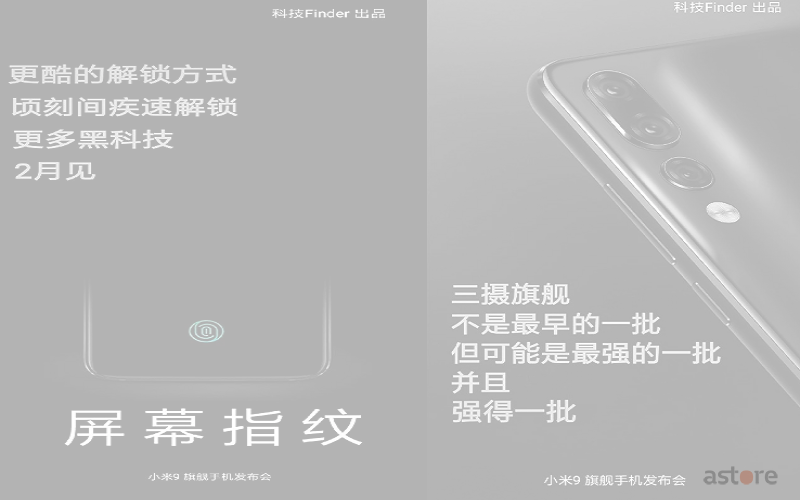 科技Finder 出品
更酷的解锁方式
顷刻间疾速解锁
更多黑科技
2月见
屏幕指纹
小米9 旗舰手机发布会
科技Finder 出品
三摄旗舰
不是最早的一批
但可能是最强的一批
并且
强得一批
小米9 旗舰手机发布会
astore